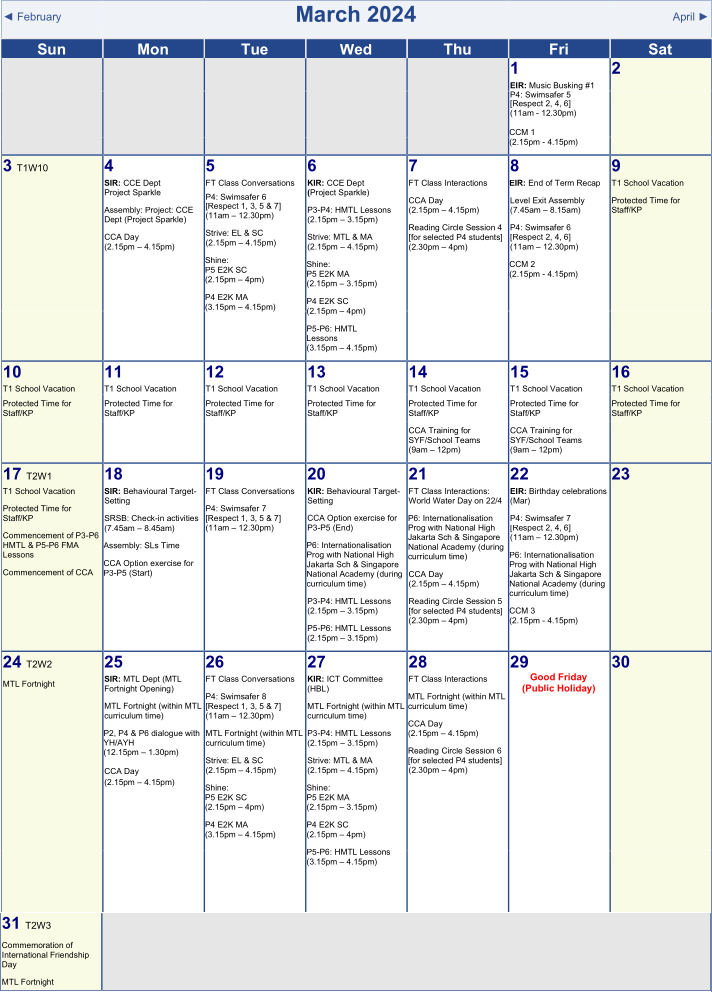 ◄ February
March 2024
April ►
Sun Mon Tue Wed Thu Fri Sat
1
EIR: Music Busking #1
P4: Swimsafer 5
[Respect 2, 4, 6]
(11am - 12.30pm)
CCM 1
(2.15pm - 4.15pm)
2
3 T1W10
4
SIR: CCE Dept
Project Sparkle
Assembly: Project: CCE
Dept (Project Sparkle)
CCA Day
(2.15pm – 4.15pm)
5
FT Class Conversations
P4: Swimsafer 6
[Respect 1, 3, 5 & 7]
(11am – 12.30pm)
Strive: EL & SC
(2.15pm – 4.15pm)
Shine:
P5 E2K SC
(2.15pm – 4pm)
P4 E2K MA
(3.15pm – 4.15pm)
6
KIR: CCE Dept
(Project Sparkle)
P3-P4: HMTL Lessons
(2.15pm – 3.15pm)
Strive: MTL & MA
(2.15pm – 4.15pm)
Shine:
P5 E2K MA
(2.15pm – 3.15pm)
P4 E2K SC
(2.15pm – 4pm)
P5-P6: HMTL
Lessons
(3.15pm – 4.15pm)
7
FT Class Interactions
CCA Day
(2.15pm – 4.15pm)
Reading Circle Session 4
[for selected P4 students]
(2.30pm – 4pm)
8
EIR: End of Term Recap
Level Exit Assembly
(7.45am – 8.15am)
P4: Swimsafer 6
[Respect 2, 4, 6]
(11am – 12.30pm)
CCM 2
(2.15pm - 4.15pm)
9
T1 School Vacation
Protected Time for
Staff/KP
10
T1 School Vacation
Protected Time for
Staff/KP
11
T1 School Vacation
Protected Time for
Staff/KP
12
T1 School Vacation
Protected Time for
Staff/KP
13
T1 School Vacation
Protected Time for
Staff/KP
14
T1 School Vacation
Protected Time for
Staff/KP
CCA Training for
SYF/School Teams
(9am – 12pm)
15
T1 School Vacation
Protected Time for
Staff/KP
CCA Training for
SYF/School Teams
(9am – 12pm)
16
T1 School Vacation
Protected Time for
Staff/KP
17 T2W1
T1 School Vacation
Protected Time for
Staff/KP
Commencement of P3-P6
HMTL & P5-P6 FMA
Lessons
Commencement of CCA
18
SIR: Behavioural Target-
Setting
SRSB: Check-in activities
(7.45am – 8.45am)
Assembly: SLs Time
CCA Option exercise for
P3-P5 (Start)
19
FT Class Conversations
P4: Swimsafer 7
[Respect 1, 3, 5 & 7]
(11am – 12.30pm)
20
KIR: Behavioural Target-
Setting
CCA Option exercise for
P3-P5 (End)
P6: Internationalisation
Prog with National High
Jakarta Sch & Singapore
National Academy (during
curriculum time)
P3-P4: HMTL Lessons
(2.15pm – 3.15pm)
P5-P6: HMTL Lessons
(2.15pm – 3.15pm)
21
FT Class Interactions:
World Water Day on 22/4
P6: Internationalisation
Prog with National High
Jakarta Sch & Singapore
National Academy (during
curriculum time)
CCA Day
(2.15pm – 4.15pm)
Reading Circle Session 5
[for selected P4 students]
(2.30pm – 4pm)
22
EIR: Birthday celebrations
(Mar)
P4: Swimsafer 7
[Respect 2, 4, 6]
(11am – 12.30pm)
P6: Internationalisation
Prog with National High
Jakarta Sch & Singapore
National Academy (during
curriculum time)
CCM 3
(2.15pm - 4.15pm)
23
24 T2W2
MTL Fortnight
25
SIR: MTL Dept (MTL
Fortnight Opening)
MTL Fortnight (within MTL
curriculum time)
P2, P4 & P6 dialogue with
YH/AYH
(12.15pm – 1.30pm)
CCA Day
(2.15pm – 4.15pm)
26
FT Class Conversations
P4: Swimsafer 8
[Respect 1, 3, 5 & 7]
(11am – 12.30pm)
MTL Fortnight (within MTL
curriculum time)
Strive: EL & SC
(2.15pm – 4.15pm)
Shine:
P5 E2K SC
(2.15pm – 4pm)
P4 E2K MA
(3.15pm – 4.15pm)
27
KIR: ICT Committee
(HBL)
MTL Fortnight (within MTL
curriculum time)
P3-P4: HMTL Lessons
(2.15pm – 3.15pm)
Strive: MTL & MA
(2.15pm – 4.15pm)
Shine:
P5 E2K MA
(2.15pm – 3.15pm)
P4 E2K SC
(2.15pm – 4pm)
P5-P6: HMTL Lessons
(3.15pm – 4.15pm)
28
FT Class Interactions
MTL Fortnight (within MTL
curriculum time)
CCA Day
(2.15pm – 4.15pm)
Reading Circle Session 6
[for selected P4 students]
(2.30pm – 4pm)
29
Good Friday
(Public Holiday)
30
31 T2W3
Commemoration of
International Friendship
Day
MTL Fortnight